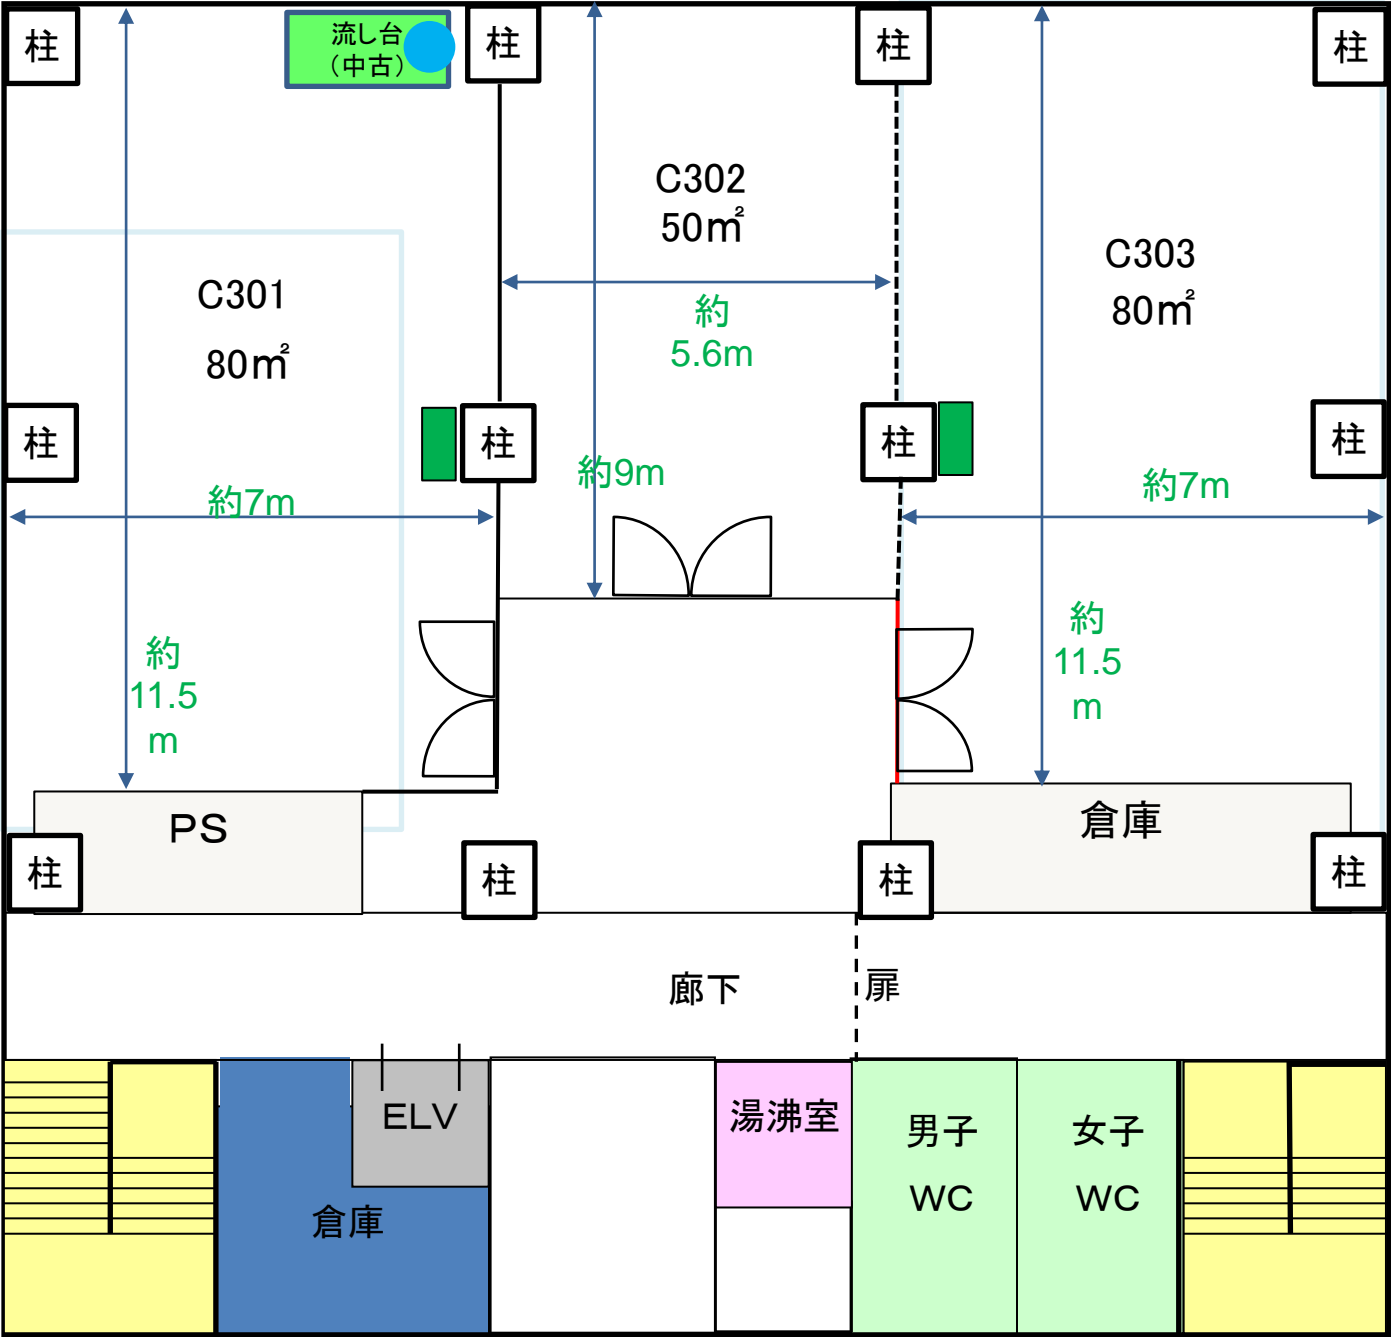 柱
流し台
（中古）
柱
柱
柱
C301
80㎡
C302
50㎡
C303
80㎡
約
5.6m
柱
柱
柱
柱
約7m
約9m
約7m
約
11.5
m
約
11.5
m
PS
倉庫
柱
柱
柱
柱
廊下
扉
ELV
倉庫
湯沸室
男子
WC
女子
WC